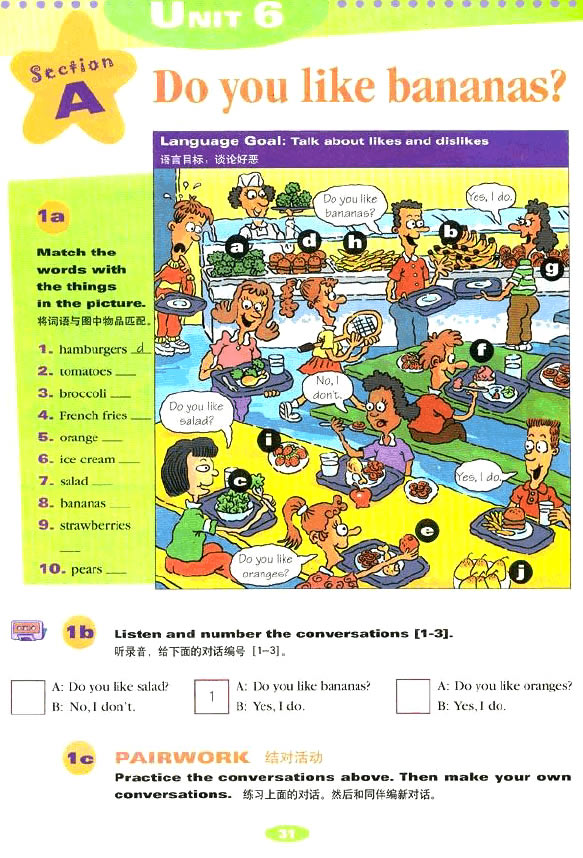 UNIT 6
Section
A
Do you like bananas?
Language Goal: Talk about likes and dislikes
语言目标：谈论好恶
1a
Match the
words with
the things
in the picture.
将词语与图中物品匹配。
1. hamburgers d
2. tomatoes ___
3. broccoli ___
4. French fries ___
5. orange ___
6. ice cream ___
7. salad ___
8. bananas ___
9. strawberries
___
10. pears ___
Do you like
bananas?
Yes, I do.
a
d
h
b
g
f
No, I
don't.
Do you like
salad?
i
c
Yes, I do.
e
Do you like
oranges?
j
1b
Listen and number the conversations [1-3].
听录音，给下面的对话编号 [1-3]。
A: Do you like salad?
B: No, I don't.
1
A: Do you like bananas?
B: Yes, I do.
A: Do you like oranges?
B: Yes, I do.
1c
PAIRWORK 结对活动
Practice the conversations above. Then make your own
conversations. 练习上面的对话。然后和同伴编新对话。
31